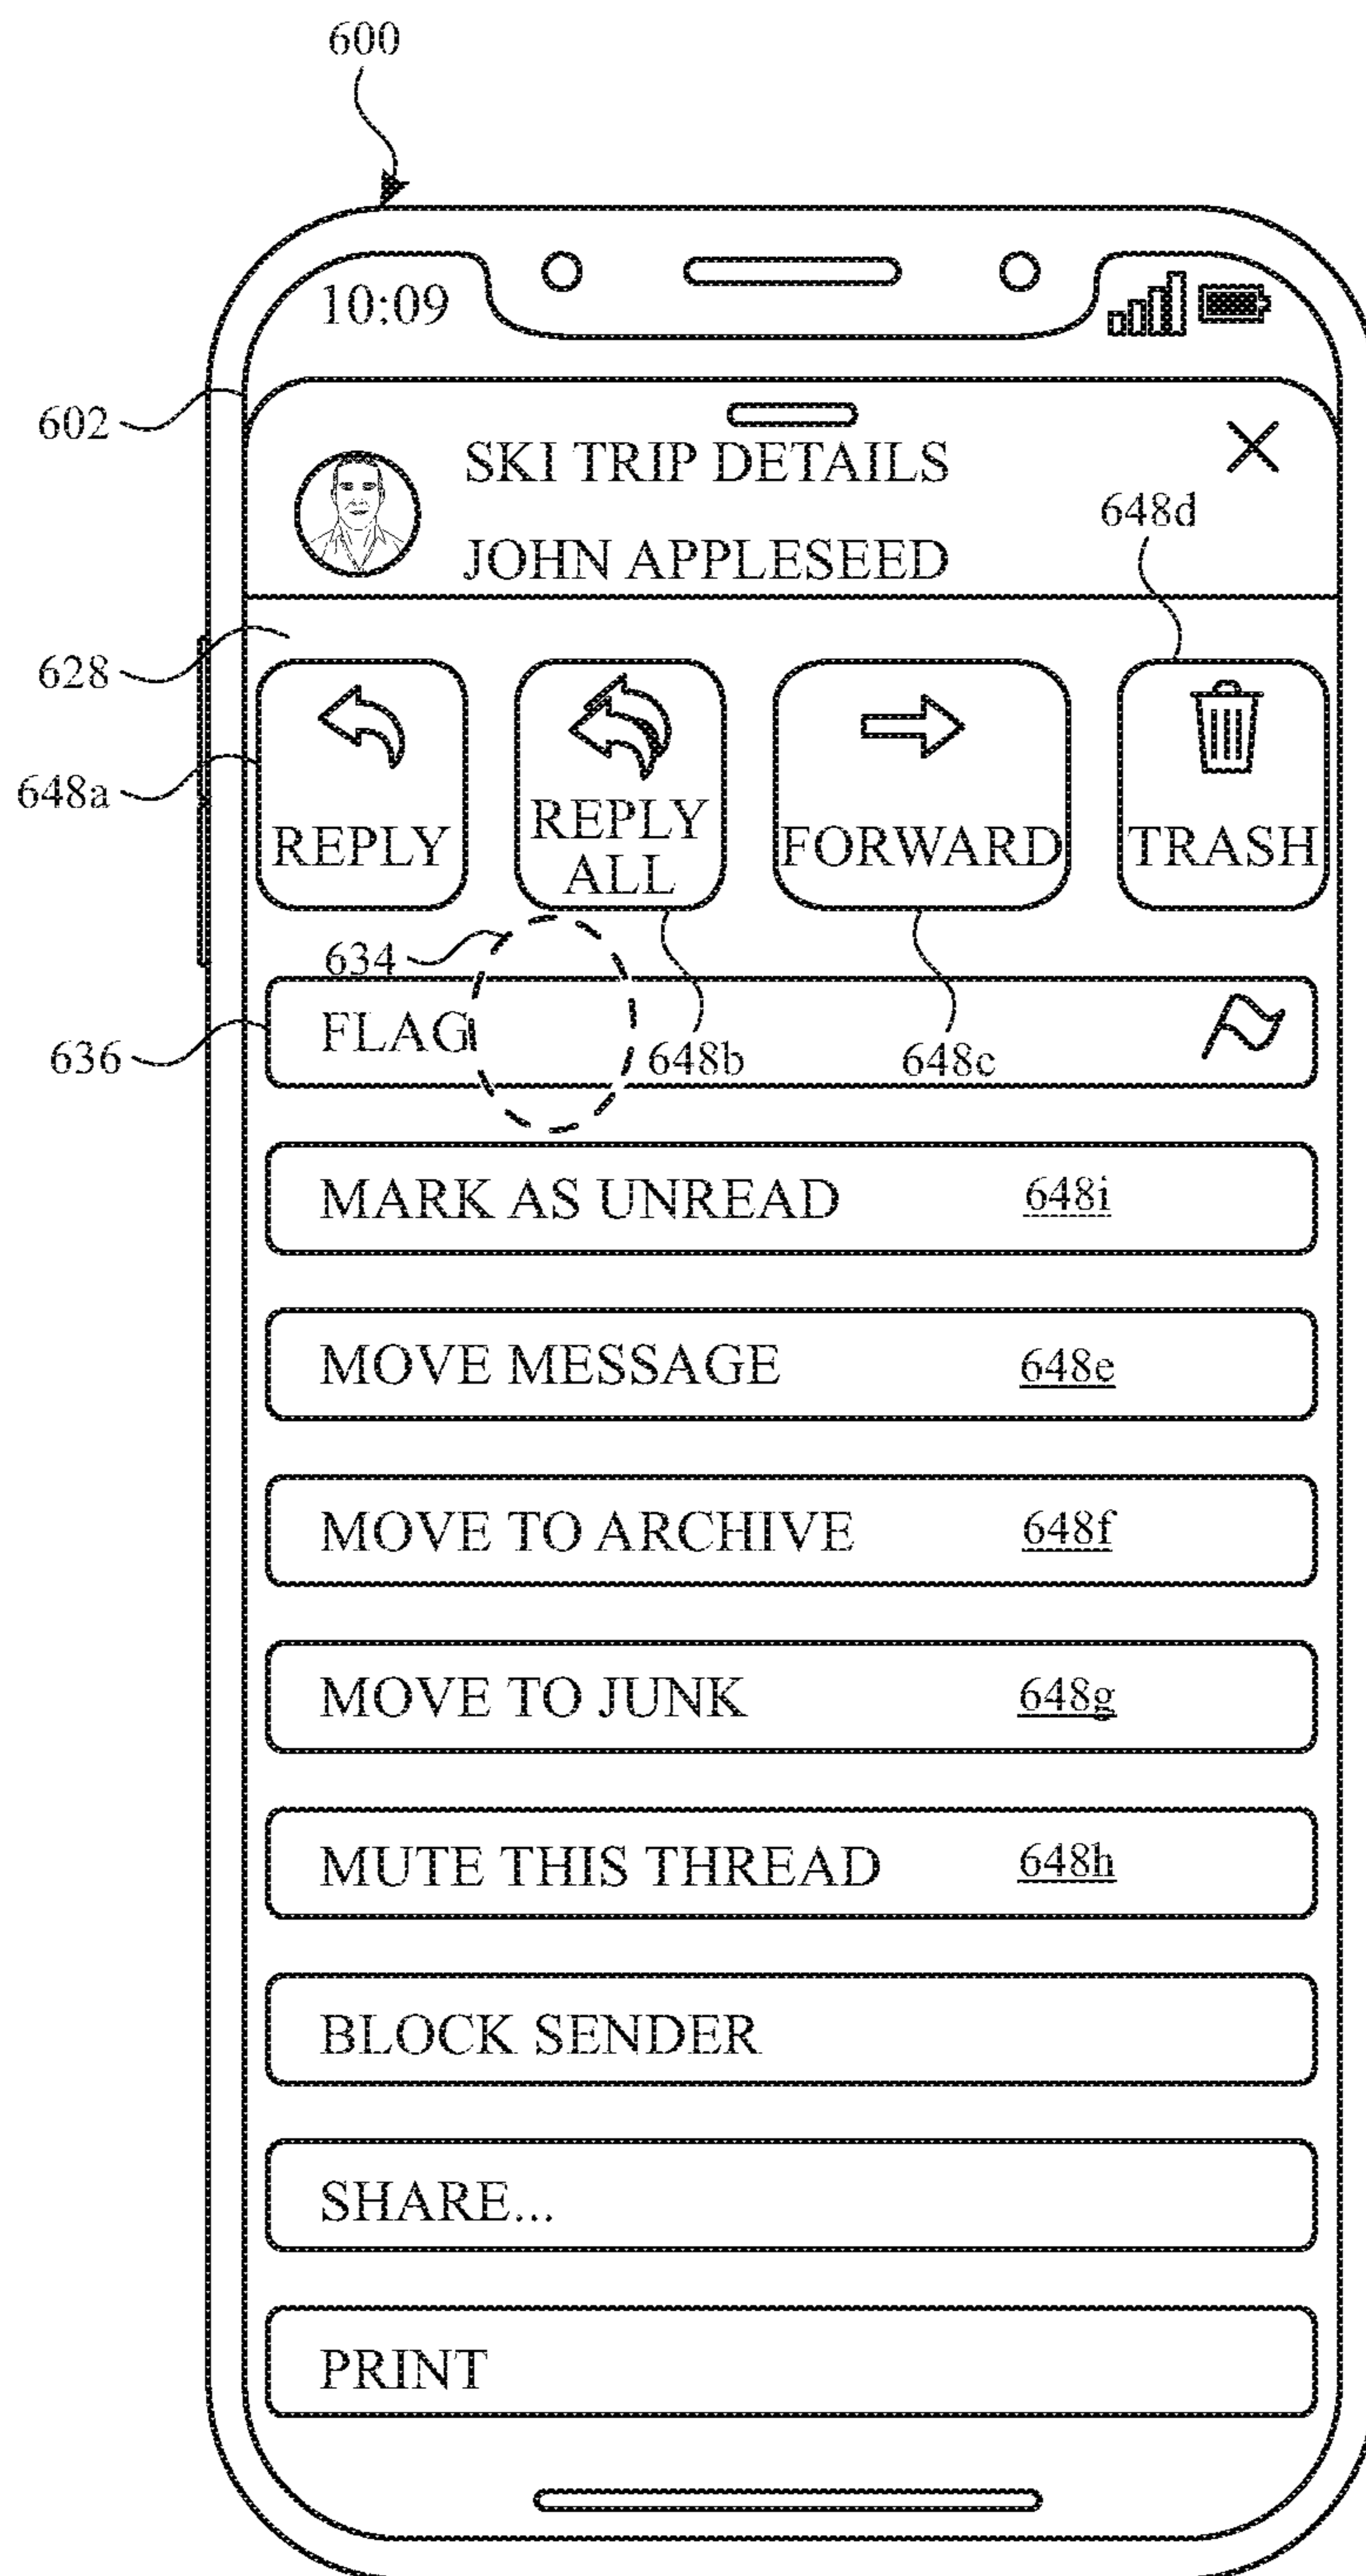 600
10:09
602
SKI TRIP DETAILS
JOHN APPLESEED
648d
628
648a
REPLY
REPLY
ALL
FORWARD
TRASH
634
FLAG
636
648b
648c
MARK AS UNREAD 648i
MOVE MESSAGE 648e
MOVE TO ARCHIVE 648f
MOVE TO JUNK 648g
MUTE THIS THREAD 648h
BLOCK SENDER
SHARE...
PRINT